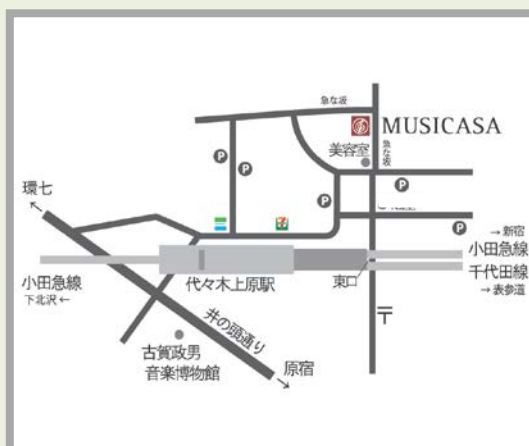 急な坂
MUSICASA
急な坂
美容室
P
P
P
P
P
環七
7
→新宿
小田急線
千代田線
→表参道
小田急線
下北沢←
代々木上原駅
東口
〒
井の頭通り
古賀政男
音楽博物館
原宿